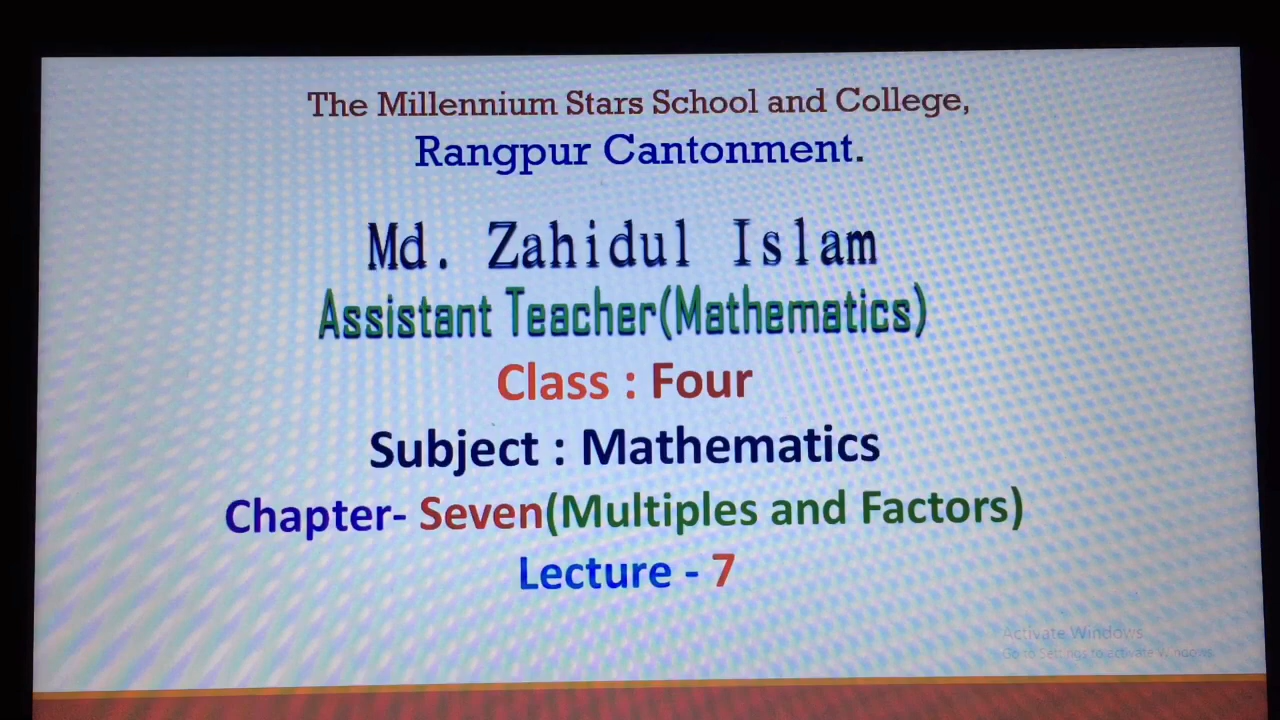 The Millennium Stars School and College,
Rangpur Cantonment.
Md. Zahidul Islam
Assistant Teacher(Mathematics)
Class : Four
Subject : Mathematics
Chapter- Seven(Multiples and Factors)
Lecture - 7
Activate Windows
Go to Settings to activate Windows.